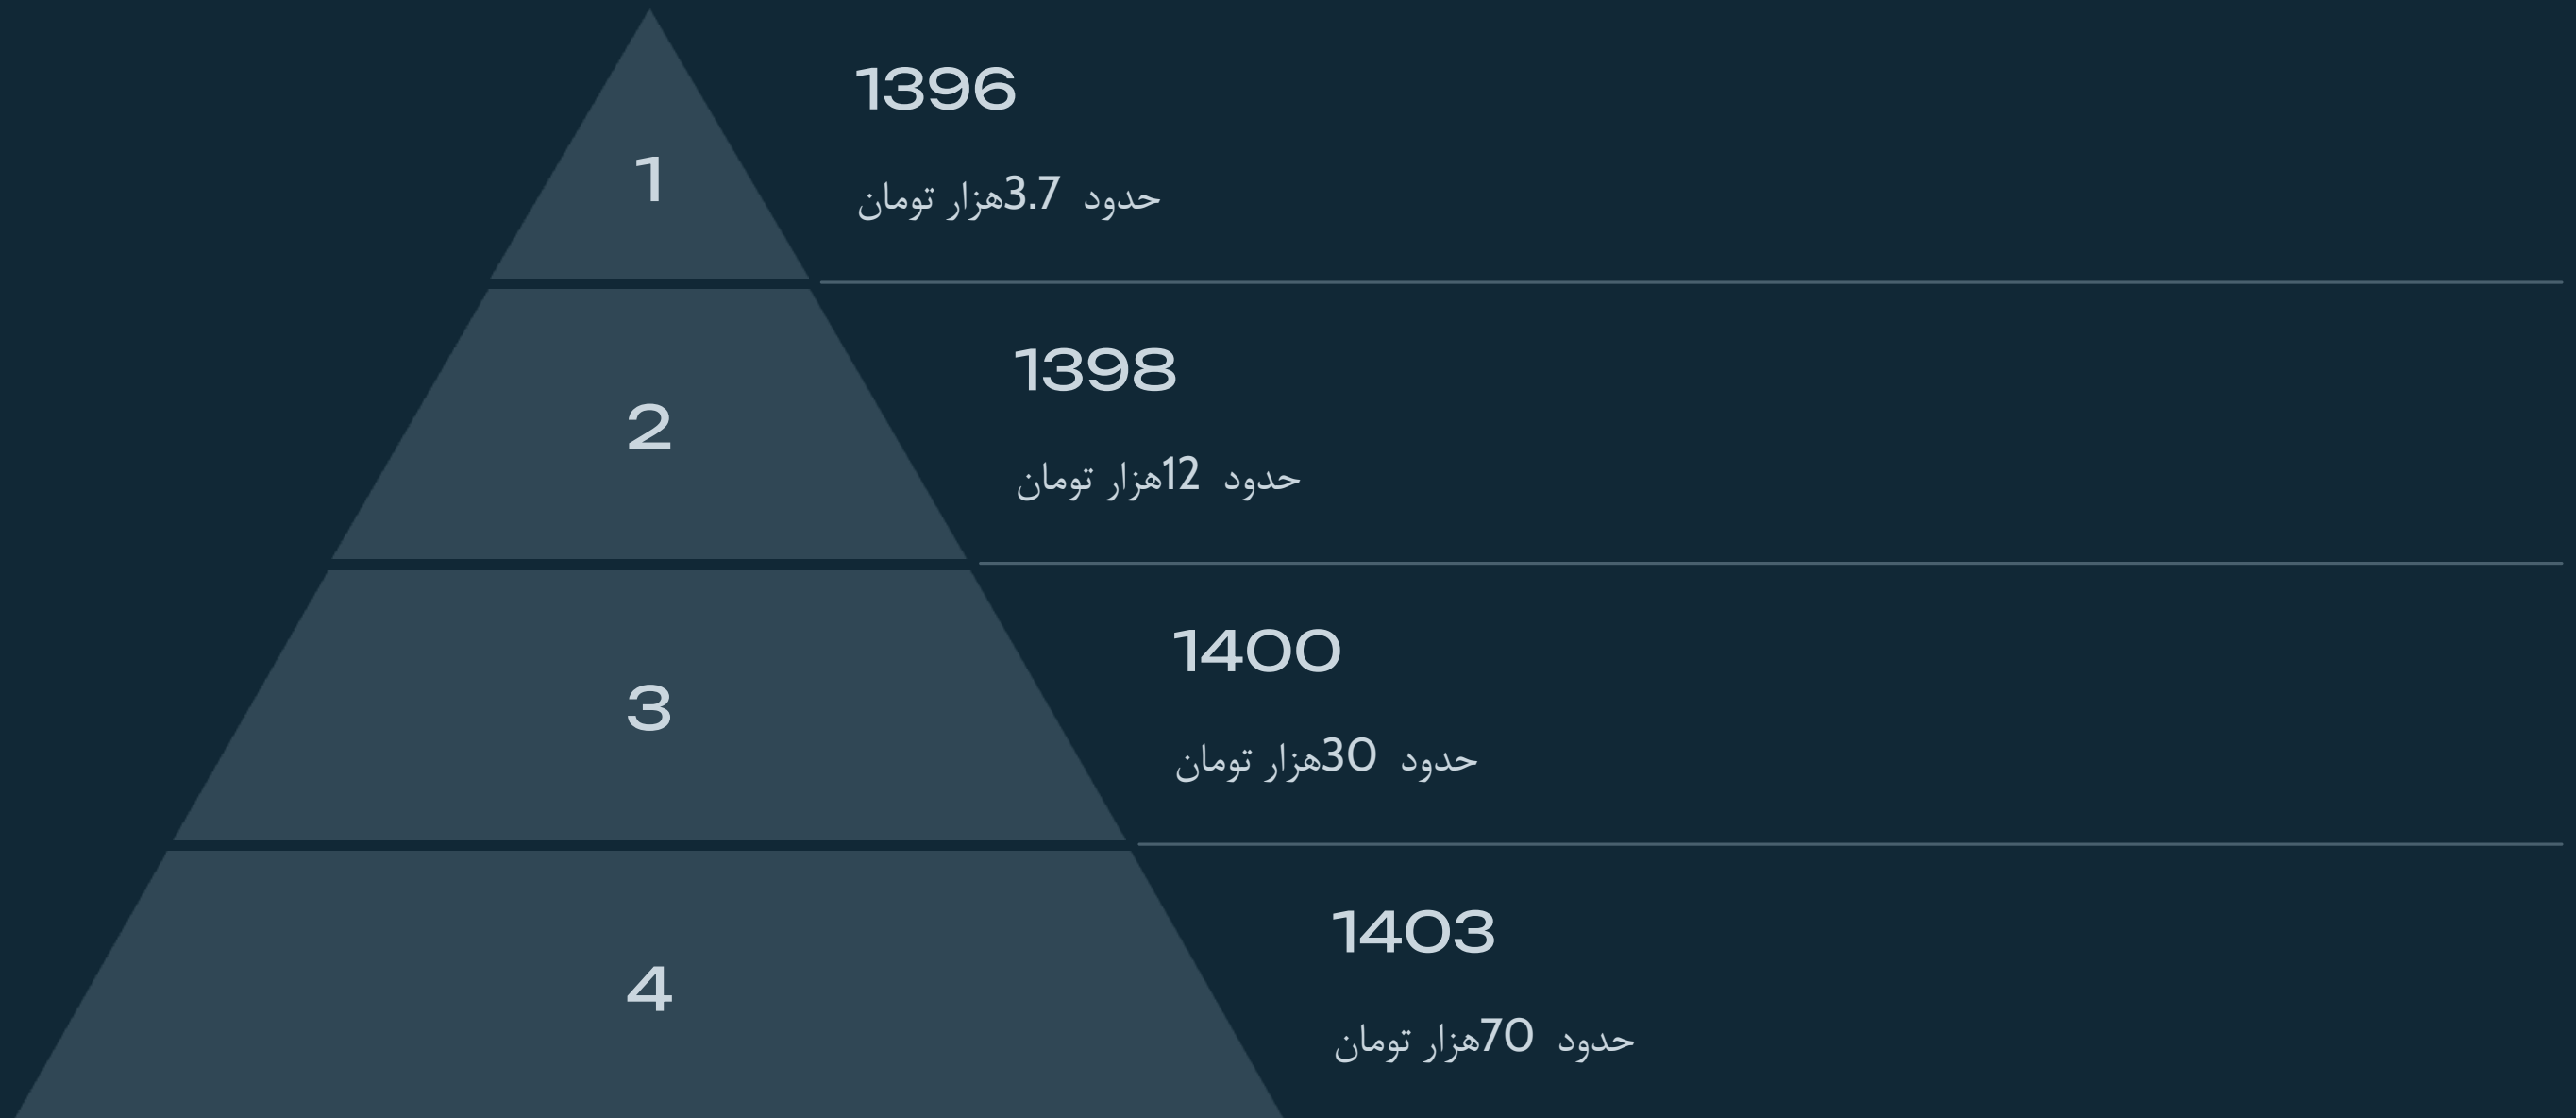 1
1396
حدود 3.7هزار تومان
2
1398
حدود 12هزار تومان
3
1400
حدود 30هزار تومان
4
1403
حدود 70هزار تومان